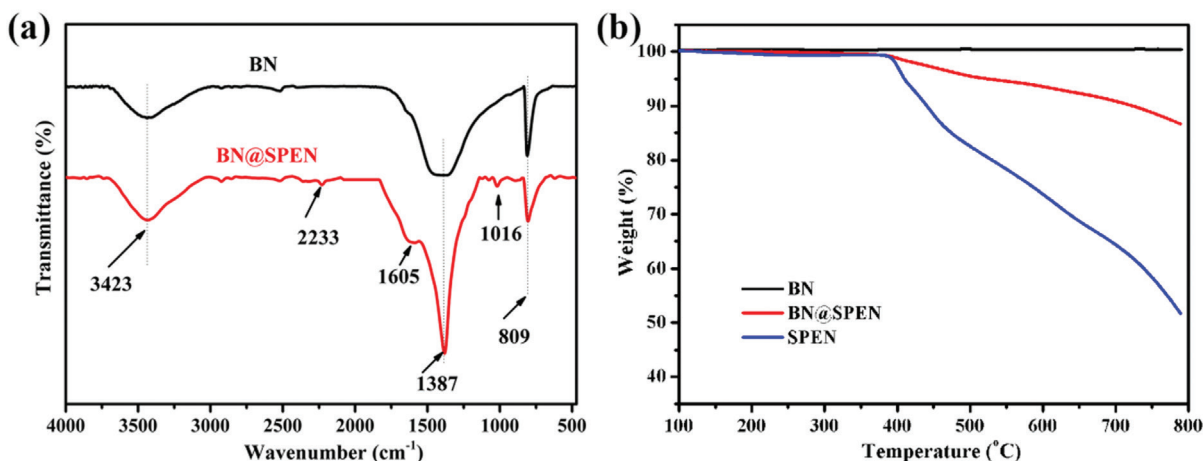 (a)
BN
BN@SPEN
3423
2233
1605
1387
1016
809
Transmittance (%)
4000 3500 3000 2500 2000 1500 1000 500
Wavenumber (cm-1)
(b)
100
90
80
70
60
50
40
Weight (%)
BN
BN@SPEN
SPEN
100 200 300 400 500 600 700 800
Temperature (°C)